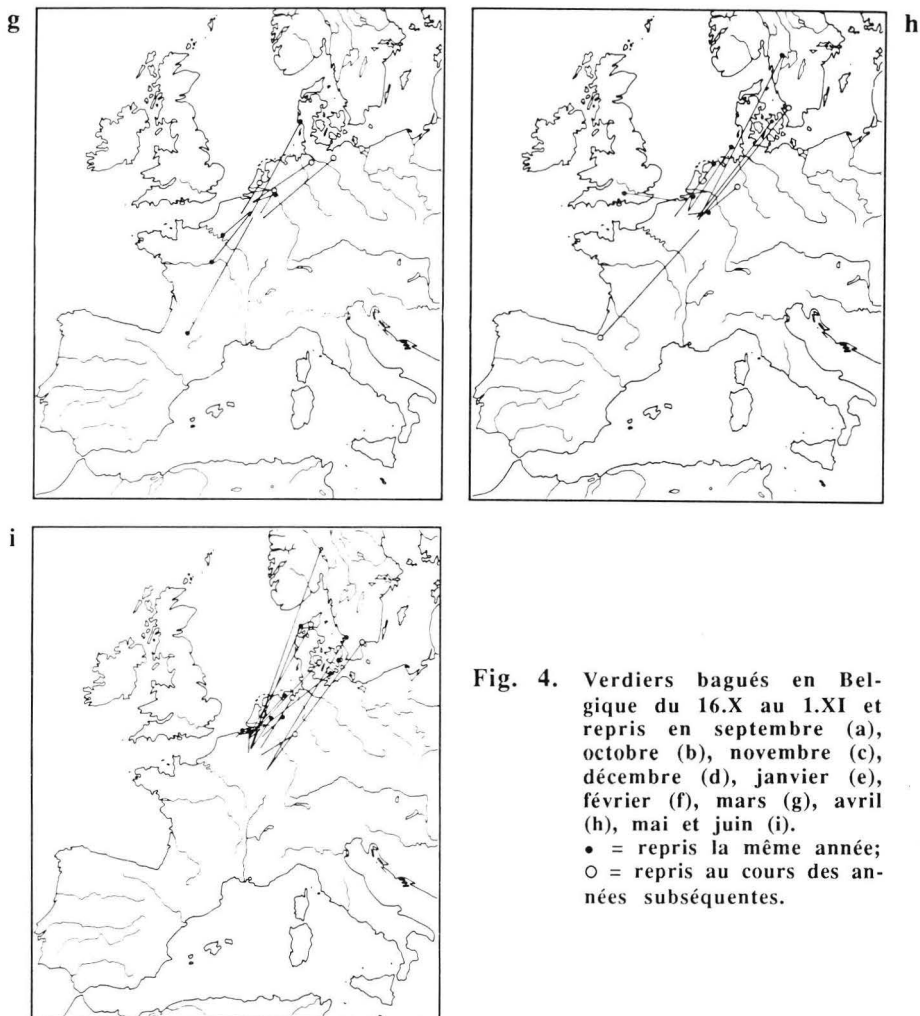 g
h
i
Fig. 4. Verdiers bagués en Bel-
gique du 16.X au 1.XI et
repris en septembre (a),
octobre (b), novembre (c),
décembre (d), janvier (e),
février (f), mars (g), avril
(h), mai et juin (i).
● = repris la même année;
○ = repris au cours des an-
nées subséquentes.